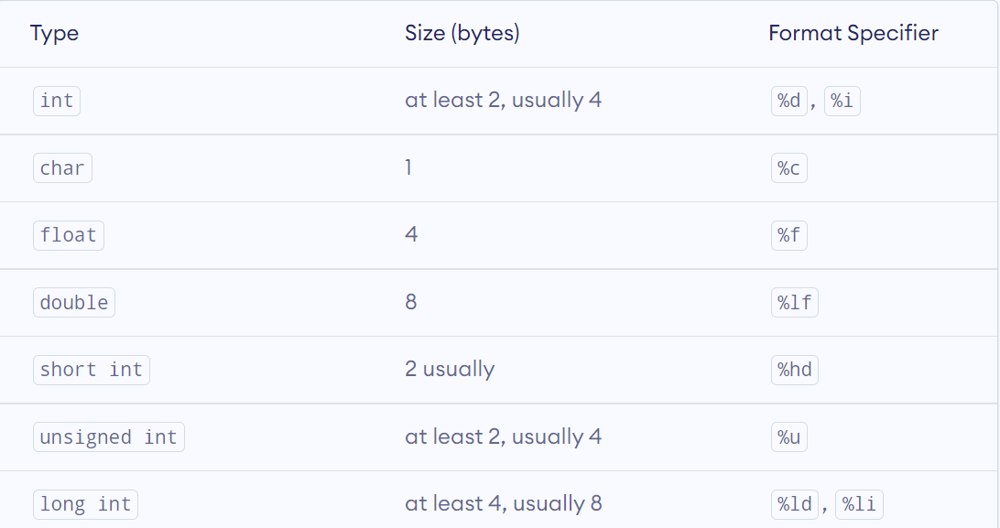 Type Size (bytes) Format Specifier
int at least 2, usually 4 %d, %i
char 1 %c
float 4 %f
double 8 %lf
short int 2 usually %hd
unsigned int at least 2, usually 4 %u
long int at least 4, usually 8 %ld, %li